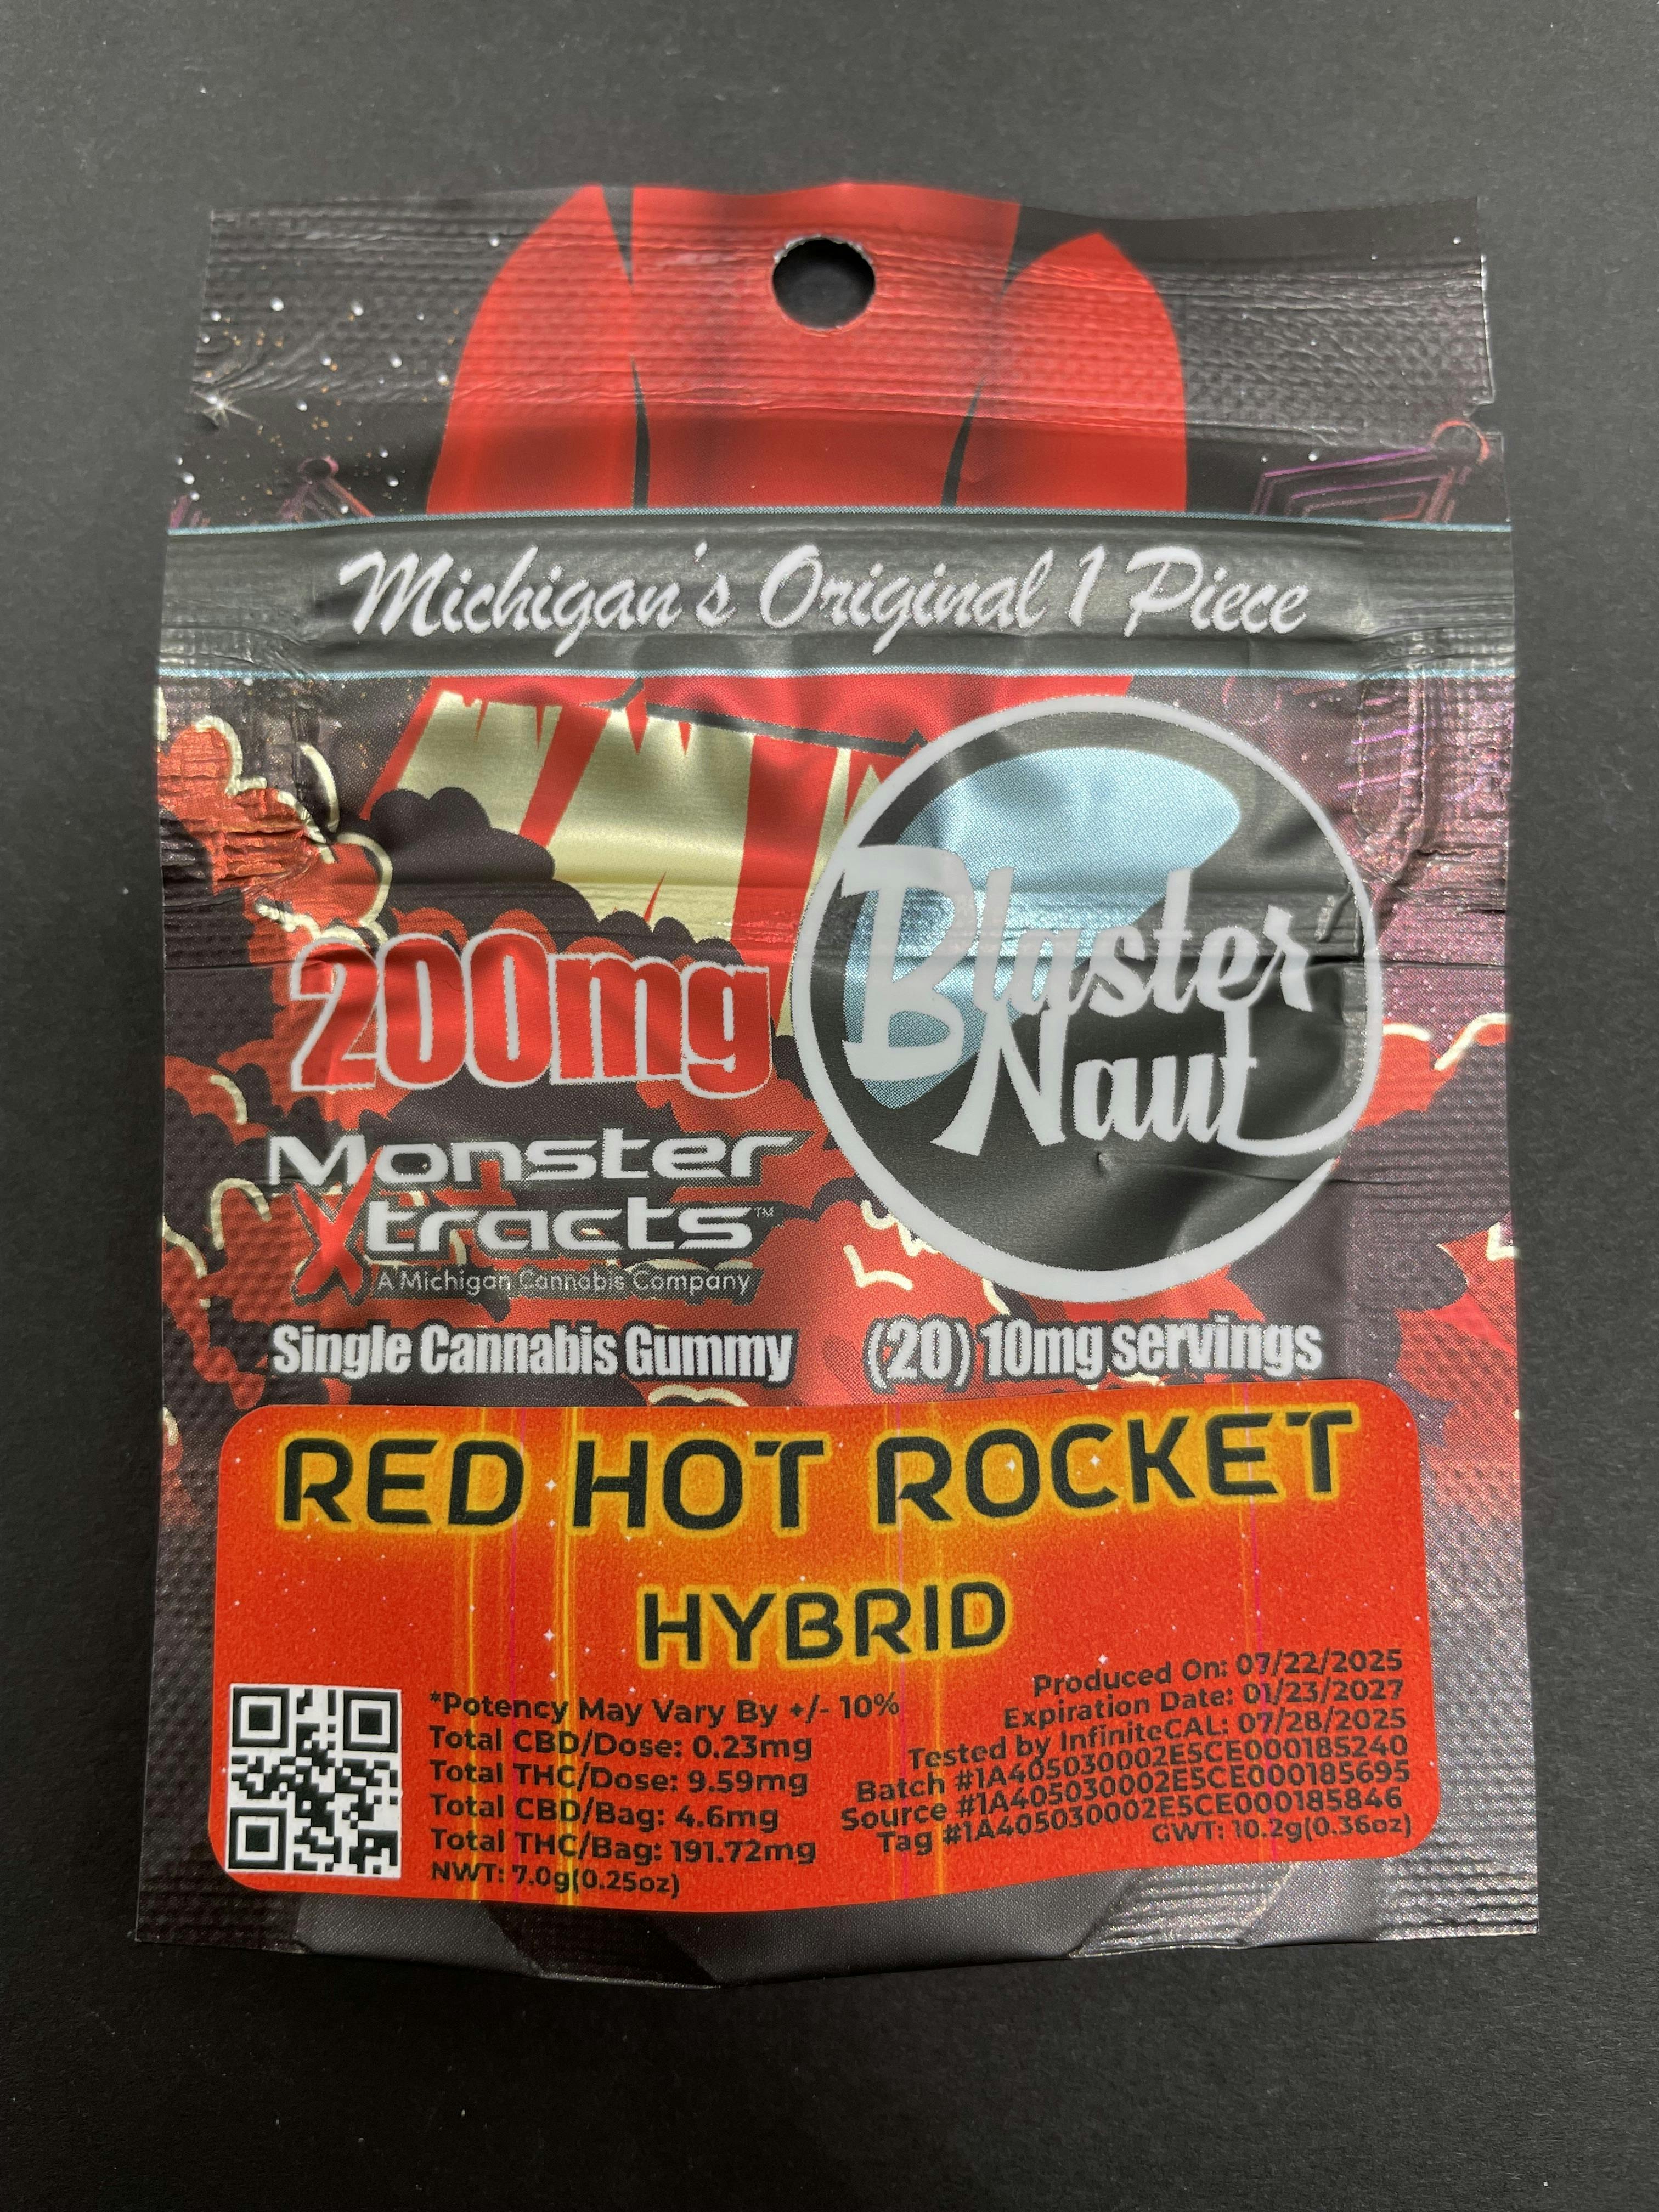 Michigan's Original 1 Piece
Blaster
Naut
200mg
Monster
Xtracts™
A Michigan Cannabis Company
Single Cannabis Gummy
(20) 10mg servings
RED HOT ROCKET
HYBRID
*Potency May Vary By +/- 10%
Total CBD/Dose: 0.23mg
Total THC/Dose: 9.59mg
Total CBD/Bag: 4.6mg
Total THC/Bag: 191.72mg
NWT: 7.0g(0.25oz)
Produced On: 07/22/2025
Expiration Date: 01/23/2027
Tested by InfiniteCAL: 07/28/2025
Batch #1A405030002E5CE000185240
Source #1A405030002E5CE000185695
Tag #1A405030002E5CE000185846
GWT: 10.2g(0.36oz)